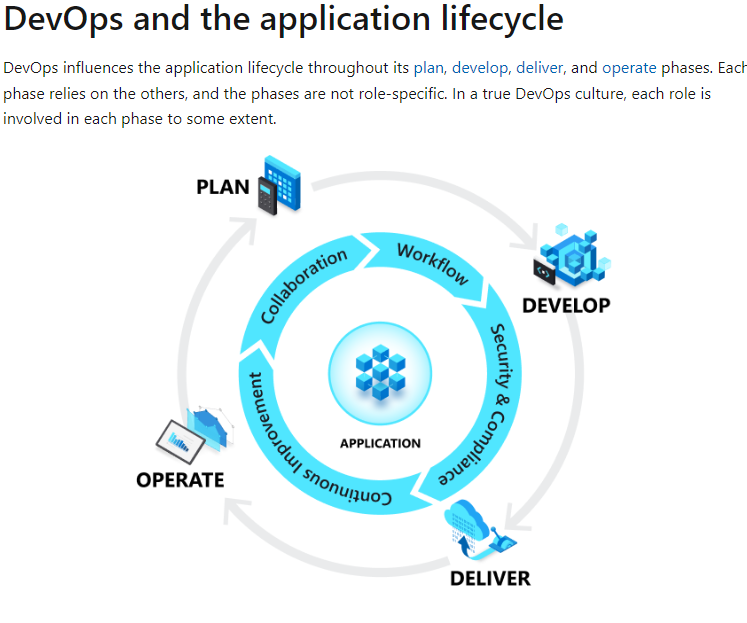 DevOps and the application lifecycle
DevOps influences the application lifecycle throughout its plan, develop, deliver, and operate phases. Each
phase relies on the others, and the phases are not role-specific. In a true DevOps culture, each role is
involved in each phase to some extent.
PLAN
Collaboration
Workflow
DEVELOP
Security & Compliance
APPLICATION
Continuous Improvement
OPERATE
DELIVER